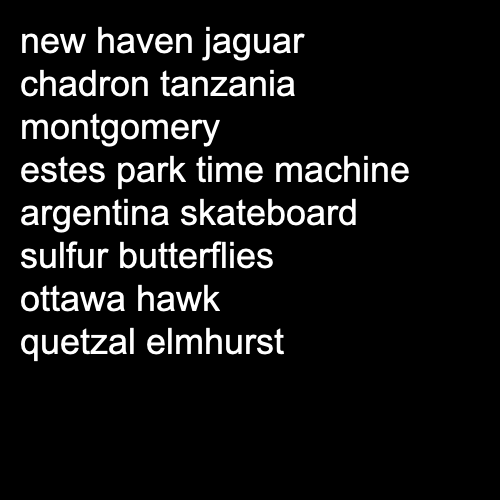 new haven jaguar
chadron tanzania
montgomery
estes park time machine
argentina skateboard
sulfur butterflies
ottawa hawk
quetzal elmhurst